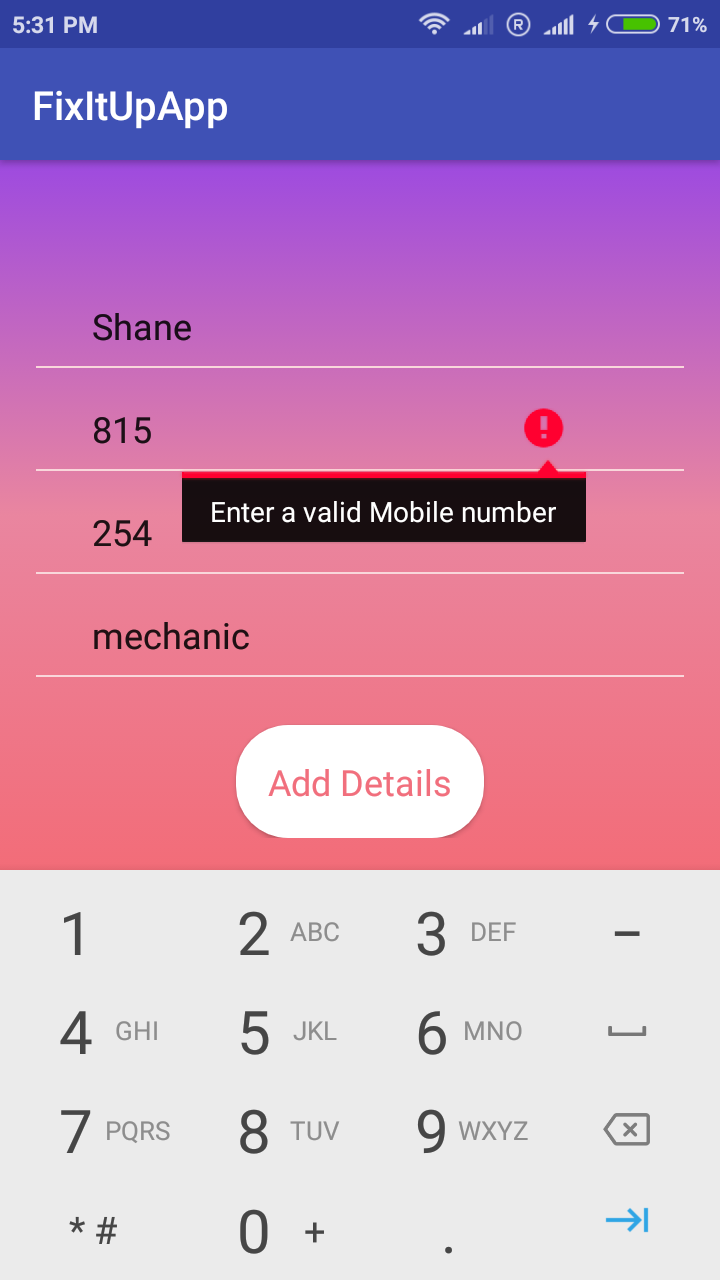 5:31 PM R 71%
FixItUpApp
Shane
815
Enter a valid Mobile number
254
mechanic
Add Details
1 2 ABC 3 DEF –
4 GHI 5 JKL 6 MNO
7 PQRS 8 TUV 9 WXYZ
* # 0 + .